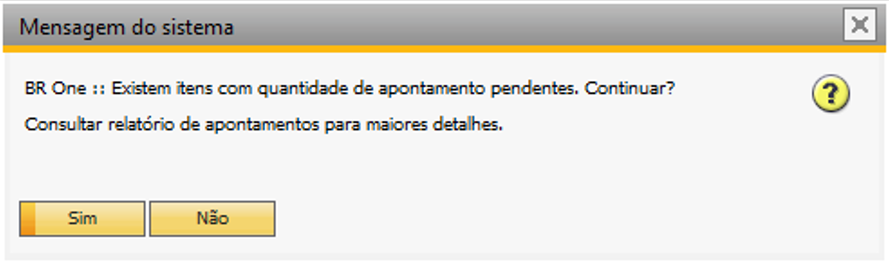 Mensagem do sistema
BR One :: Existem itens com quantidade de apontamento pendentes. Continuar?
Consultar relatório de apontamentos para maiores detalhes.
?
Sim Não